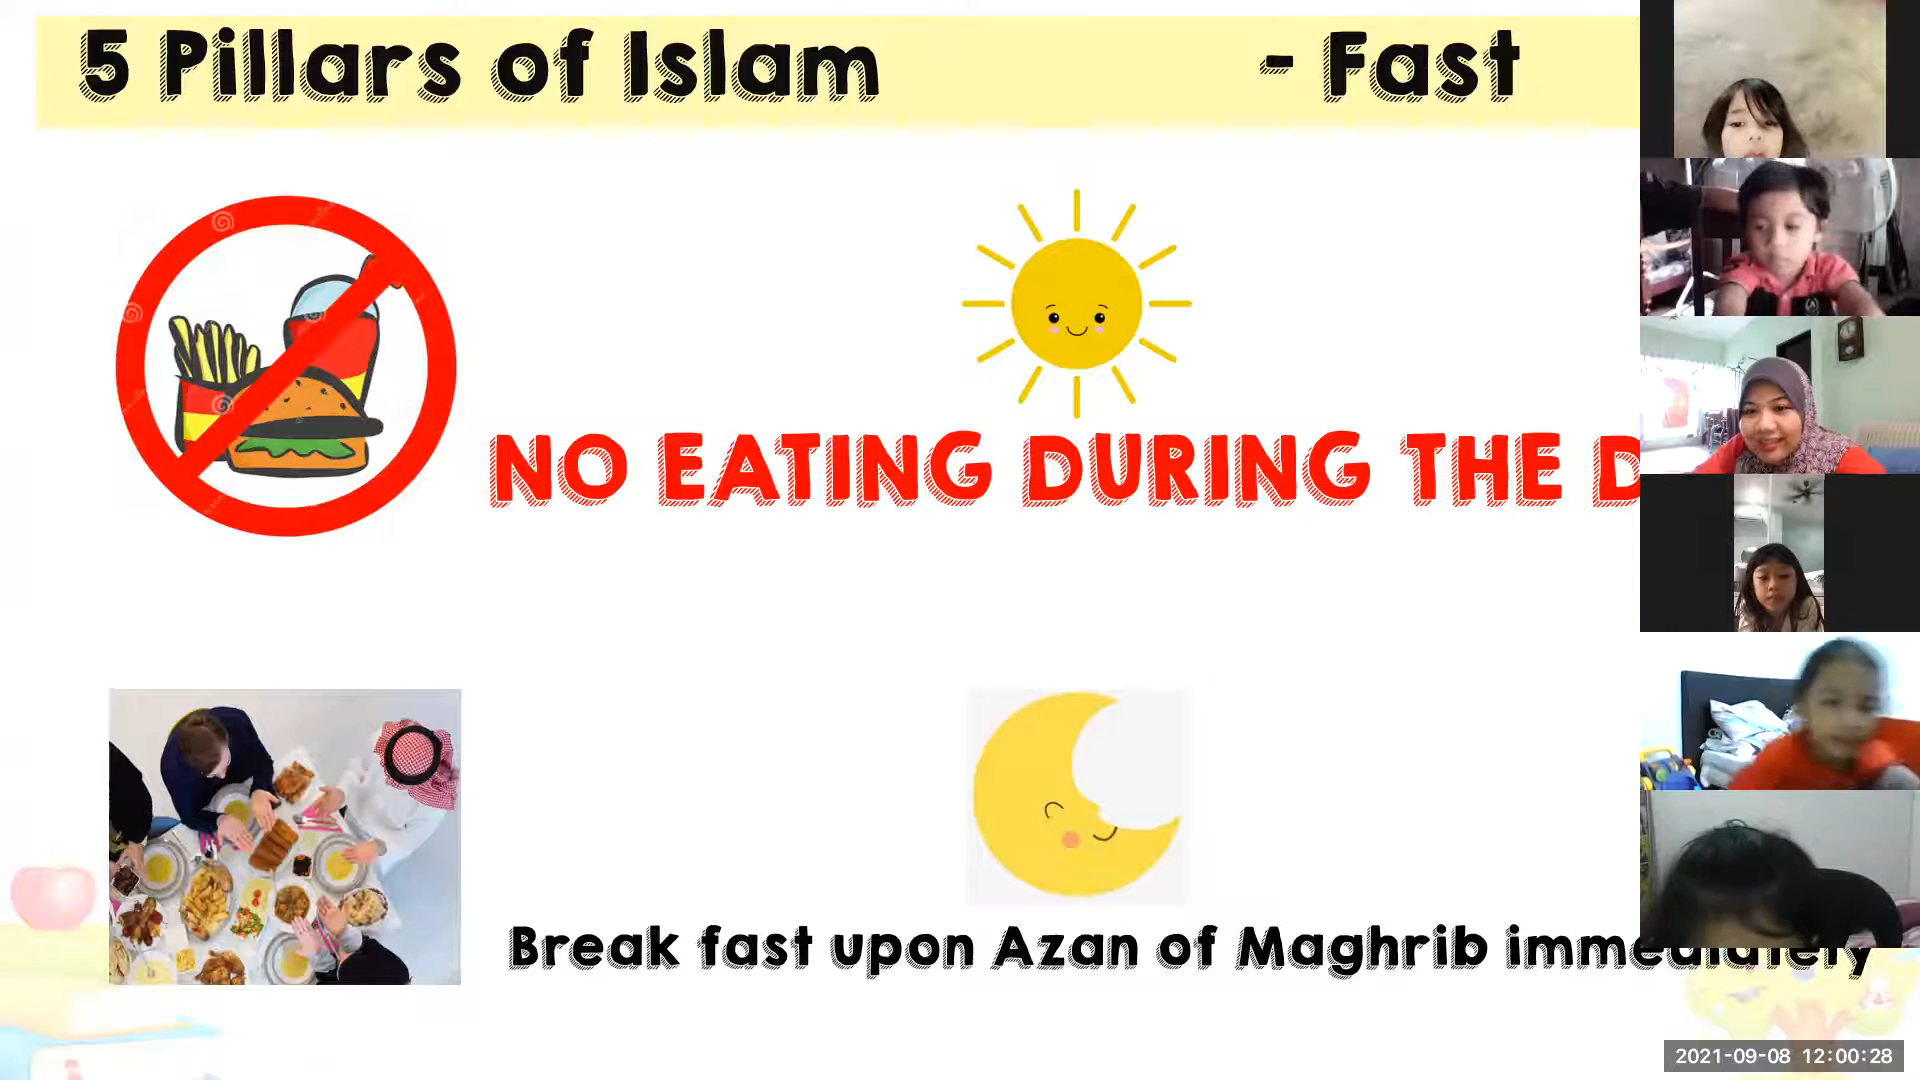 5 Pillars of Islam - Fast
NO EATING DURING THE D
Break fast upon Azan of Maghrib immediately
2021-09-08 12:00:28